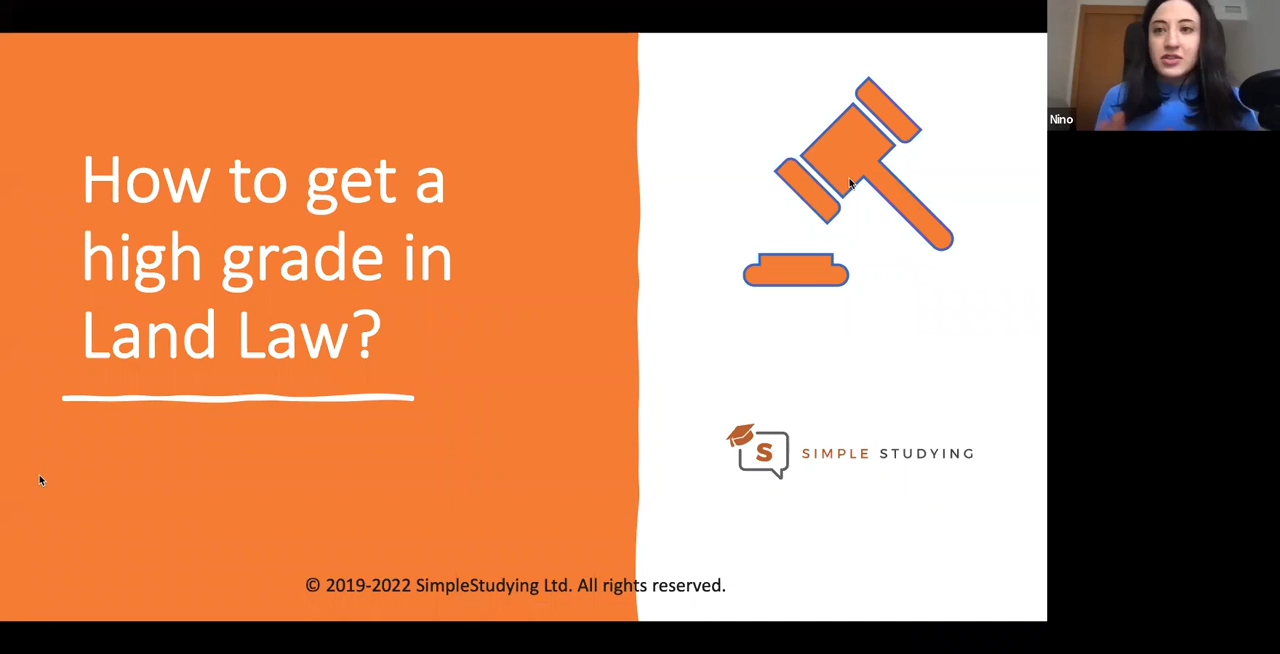 How to get a
high grade in
Land Law?
Nino
S
SIMPLE STUDYING
© 2019-2022 SimpleStudying Ltd. All rights reserved.